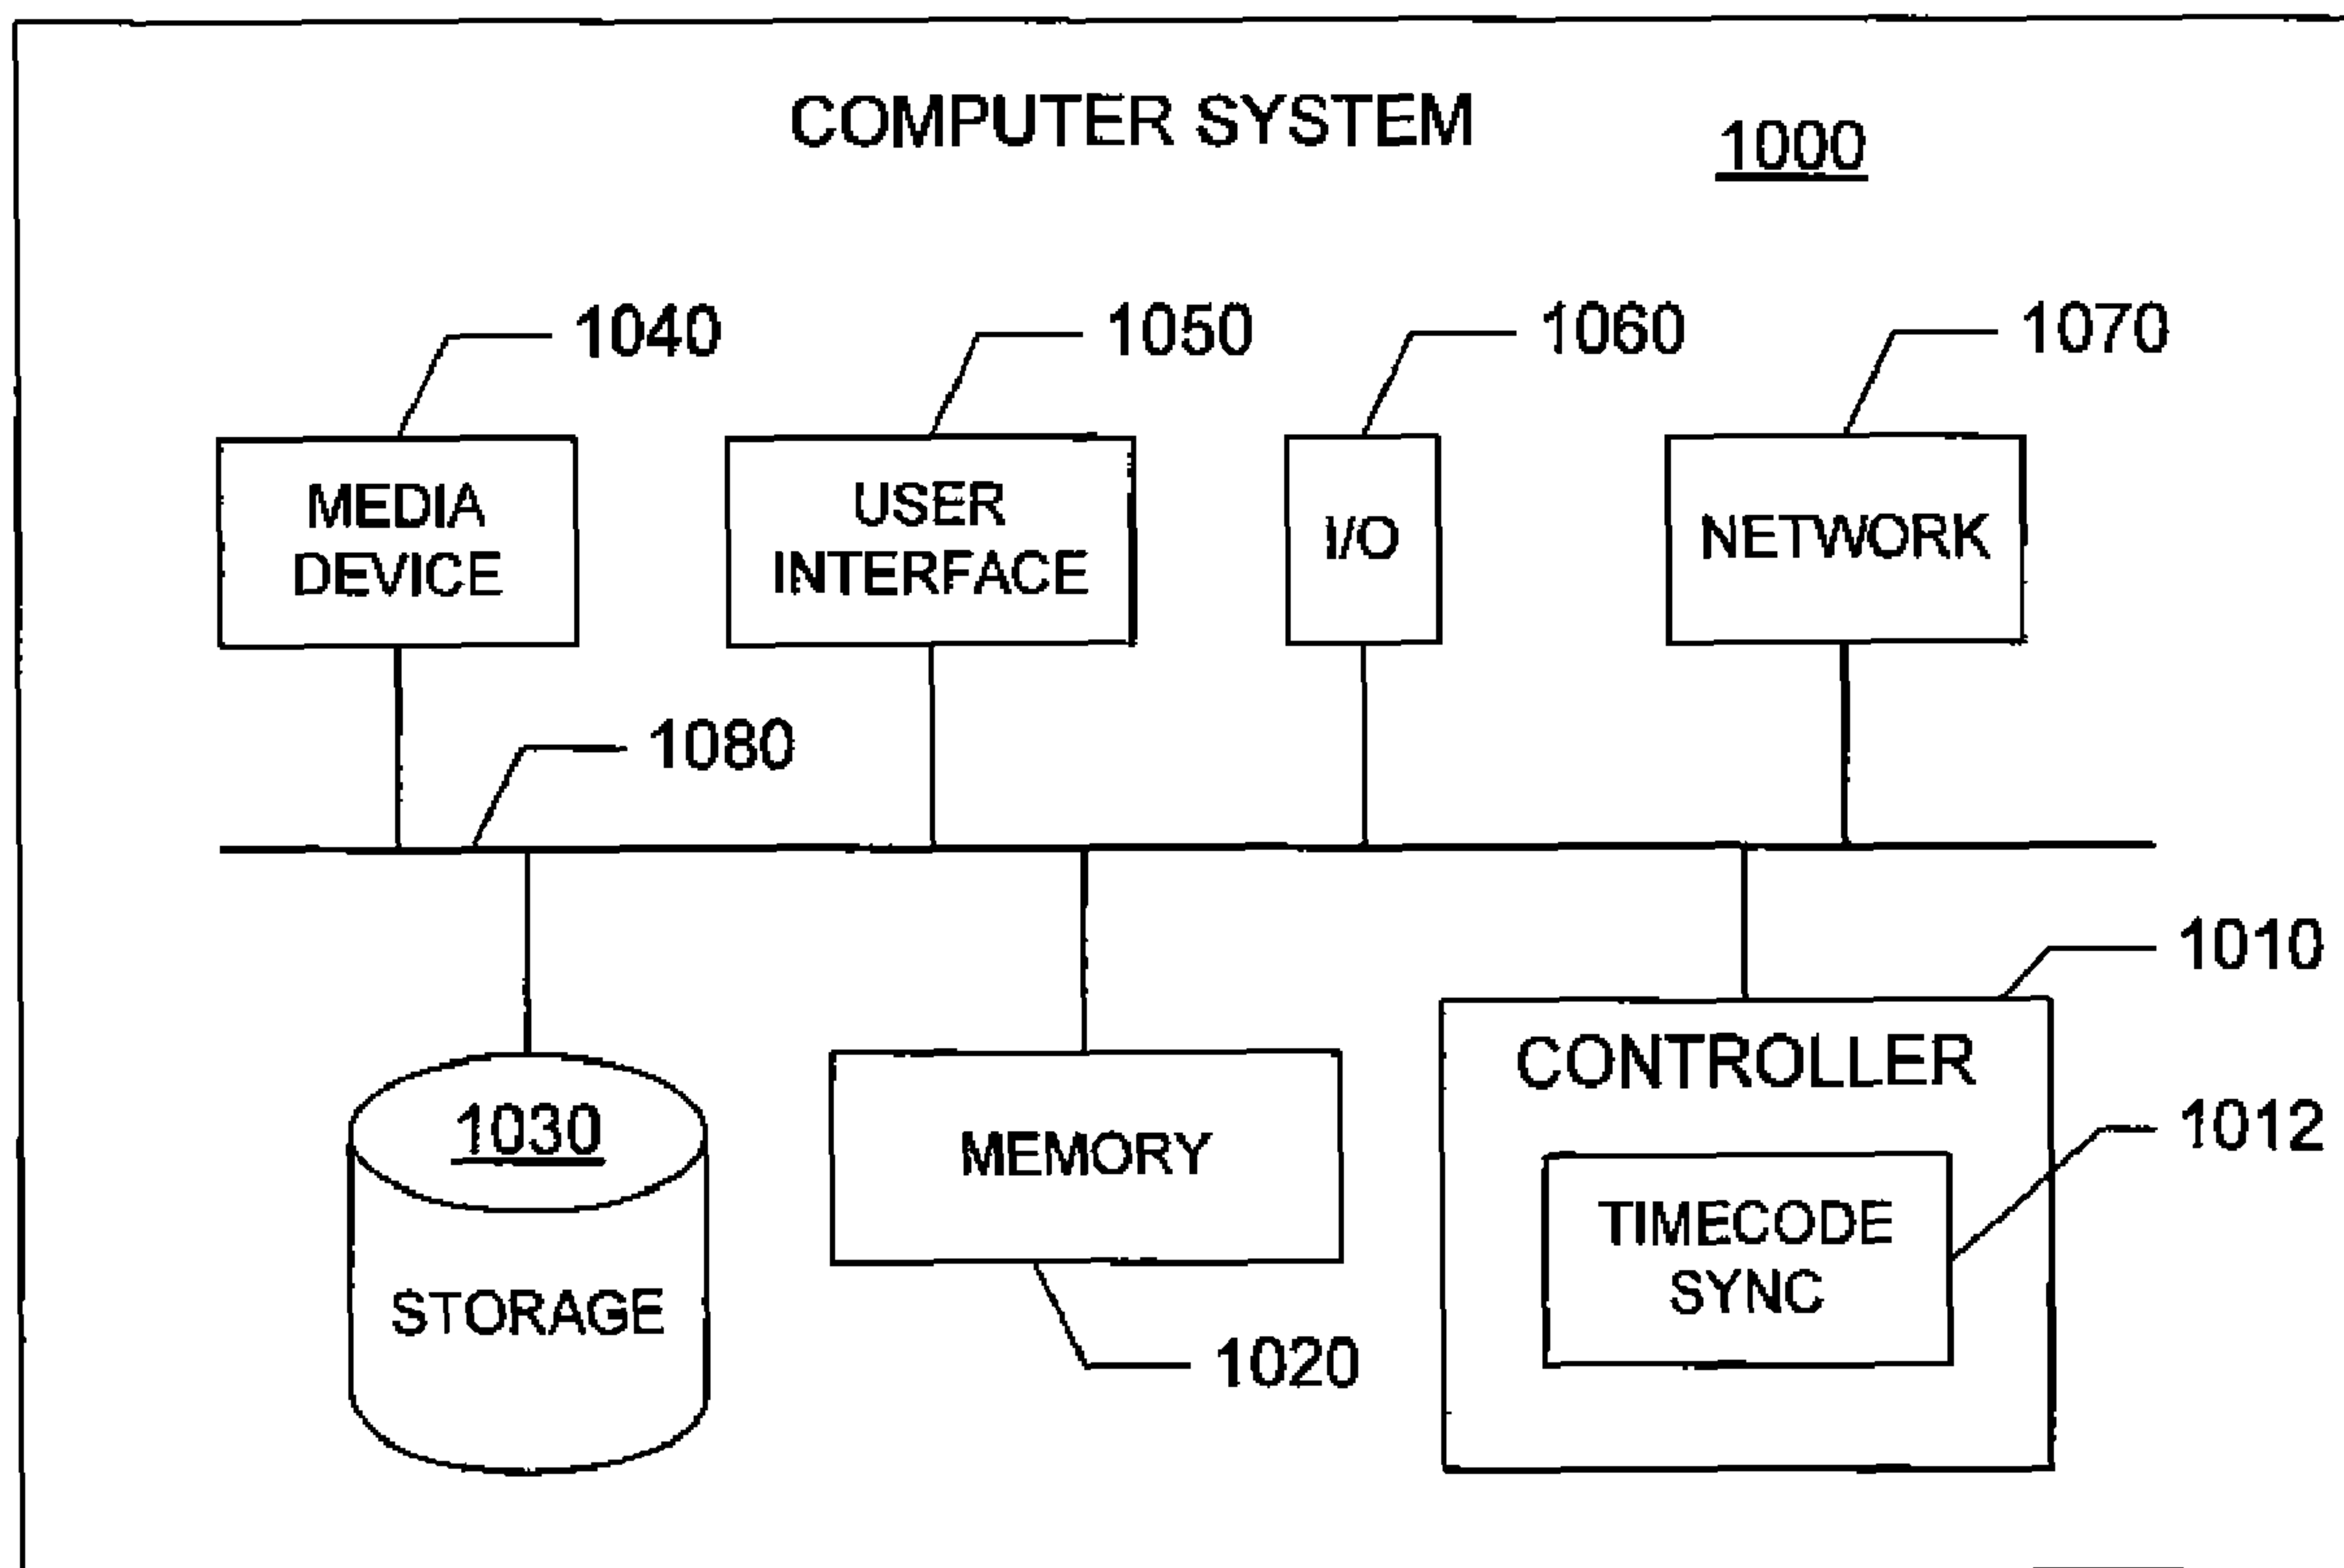 COMPUTER SYSTEM
1000
1040
1050
1060
1070
MEDIA
DEVICE
USER
INTERFACE
I/O
NETWORK
1080
1010
CONTROLLER
1030
STORAGE
MEMORY
1020
1012
TIMECODE
SYNC